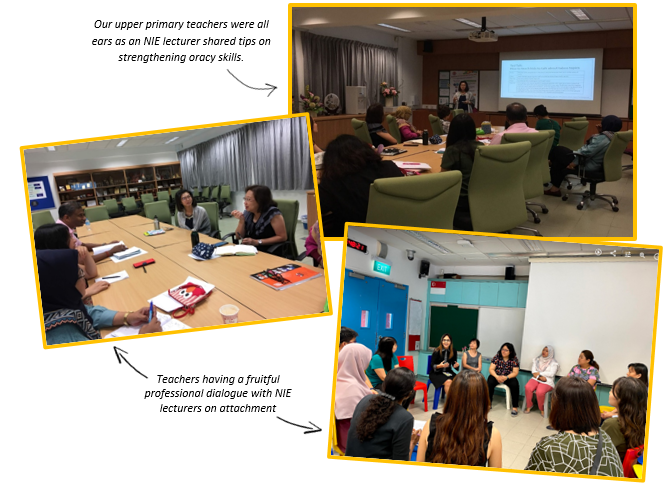 Our upper primary teachers were all
ears as an NIE lecturer shared tips on
strengthening oracy skills.
EXIT
Teachers having a fruitful
professional dialogue with NIE
lecturers on attachment